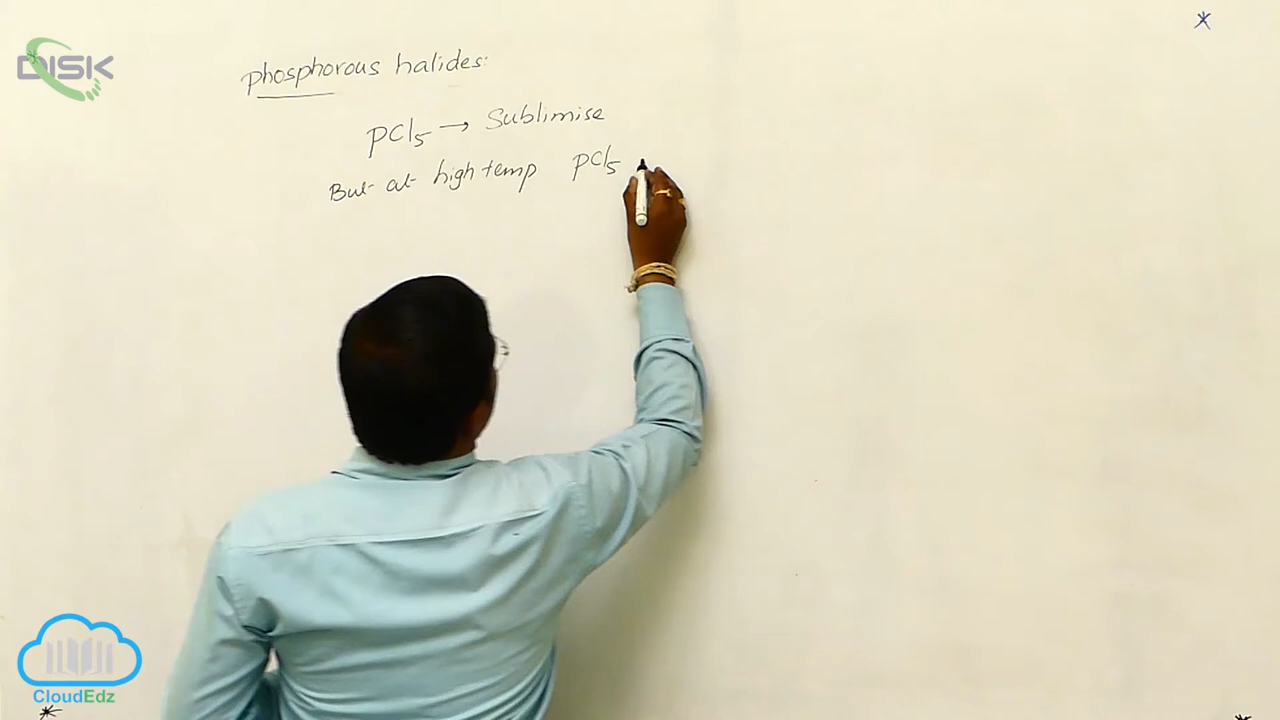 DISK
phosphorous halides:
PCl5 → Sublimise
But at high temp PCl5
CloudEdz